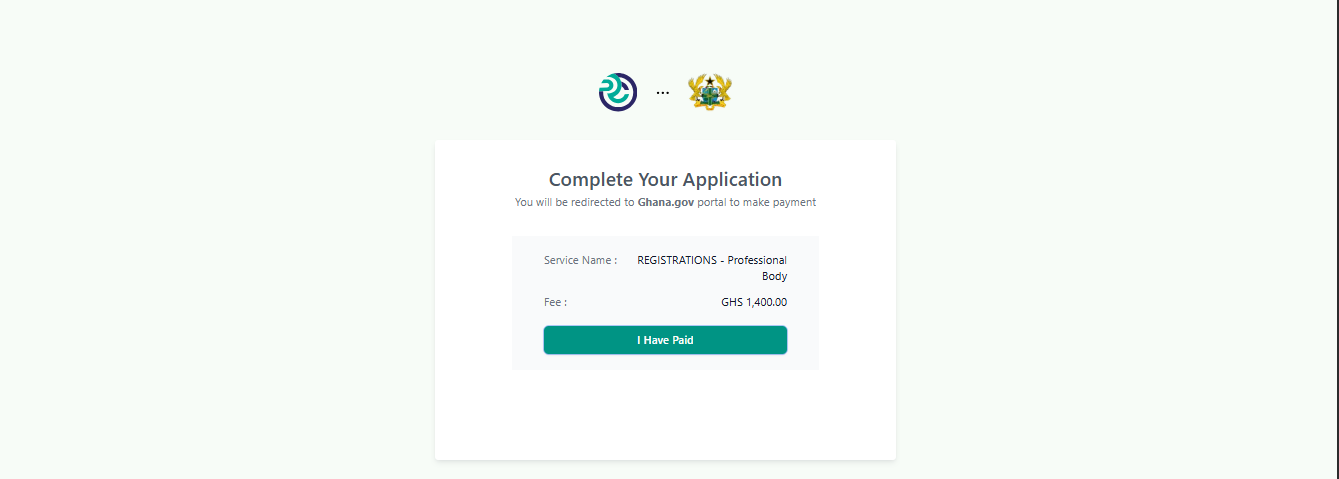 Complete Your Application
You will be redirected to Ghana.gov portal to make payment
Service Name : REGISTRATIONS - Professional
Body
Fee : GHS 1,400.00
I Have Paid